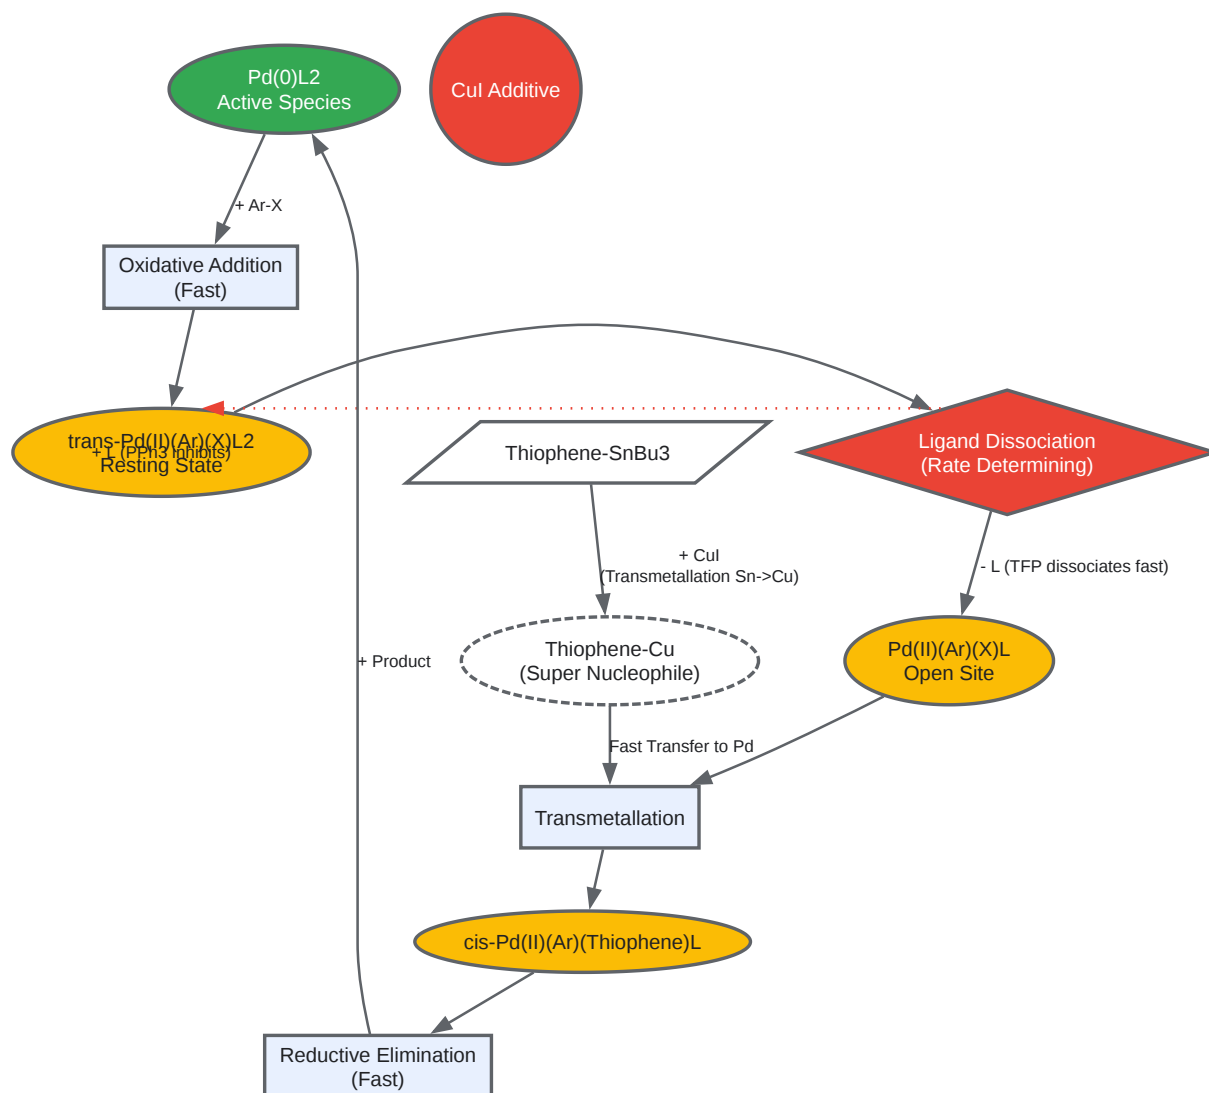 Pd(0)L2
Active Species
CuI Additive
+ Ar-X
Oxidative Addition
(Fast)
trans-Pd(II)(Ar)(X)L2
+ L (PPh3 inhibits)
Resting State
Thiophene-SnBu3
Ligand Dissociation
(Rate Determining)
+ CuI
(Transmetallation Sn->Cu)
- L (TFP dissociates fast)
Thiophene-Cu
(Super Nucleophile)
Pd(II)(Ar)(X)L
Open Site
+ Product
Fast Transfer to Pd
Transmetallation
cis-Pd(II)(Ar)(Thiophene)L
Reductive Elimination
(Fast)